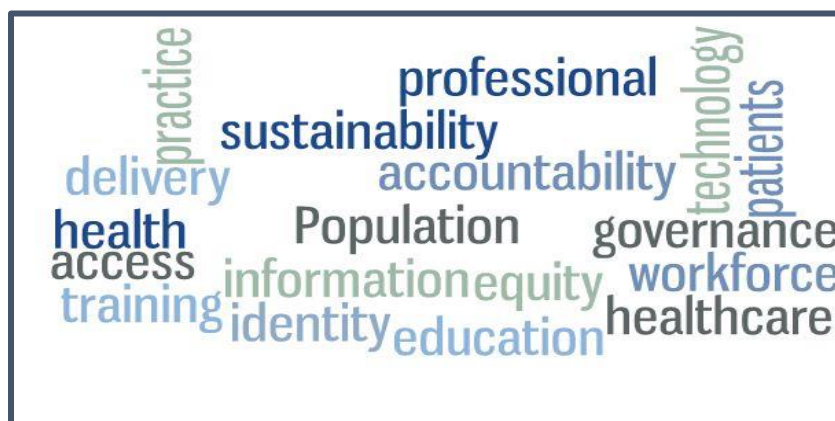 practice
professional
technology
patients
sustainability
delivery
accountability
health
Population
governance
access
information
equity
workforce
training
identity
education
healthcare